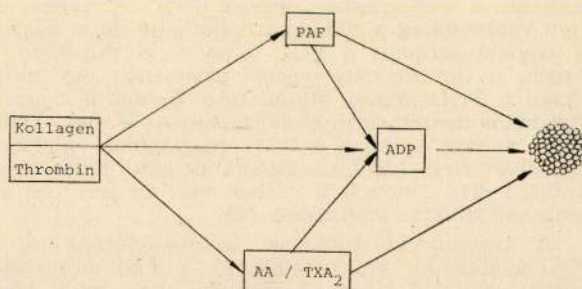 PAF
Kollagen
Thrombin
ADP
AA / TXA₂